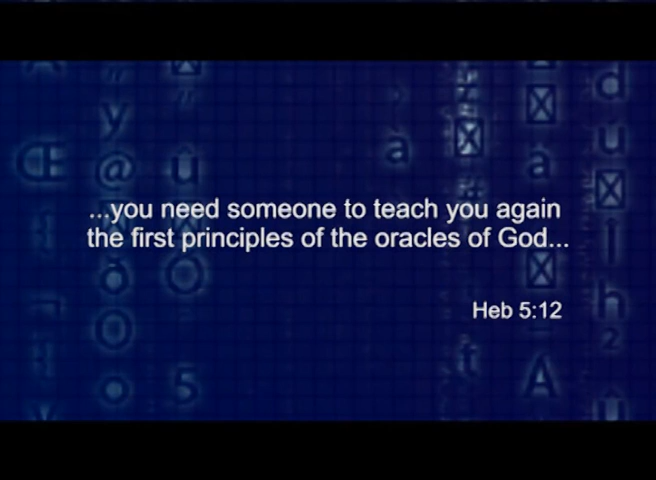 ...you need someone to teach you again
the first principles of the oracles of God...
Heb 5:12